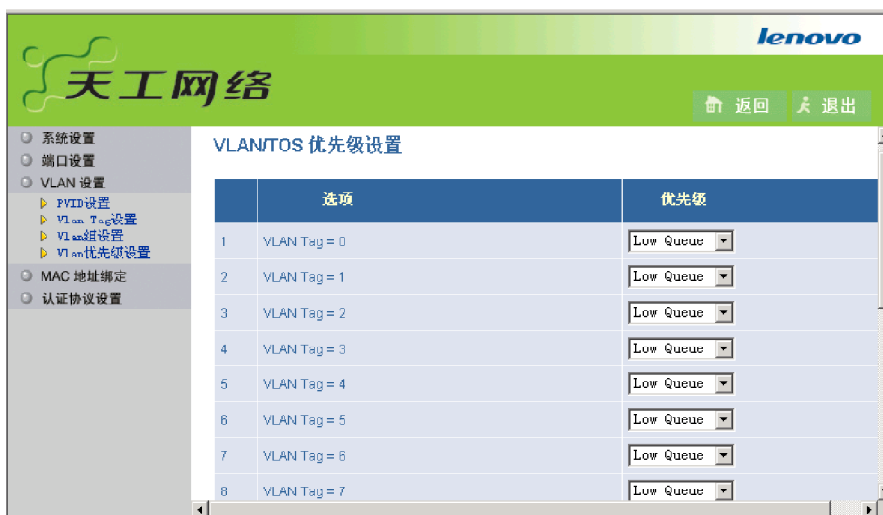 lenovo
天工网络
返回 退出
系统设置
端口设置
VLAN 设置
PVID设置
Vlan Tag设置
Vlan组设置
Vlan优先级设置
MAC 地址绑定
认证协议设置
VLAN/TOS 优先级设置
选项 优先级
1 VLAN Tag = 0 Low Queue
2 VLAN Tag = 1 Low Queue
3 VLAN Tag = 2 Low Queue
4 VLAN Tag = 3 Low Queue
5 VLAN Tag = 4 Low Queue
6 VLAN Tag = 5 Low Queue
7 VLAN Tag = 6 Low Queue
8 VLAN Tag = 7 Low Queue